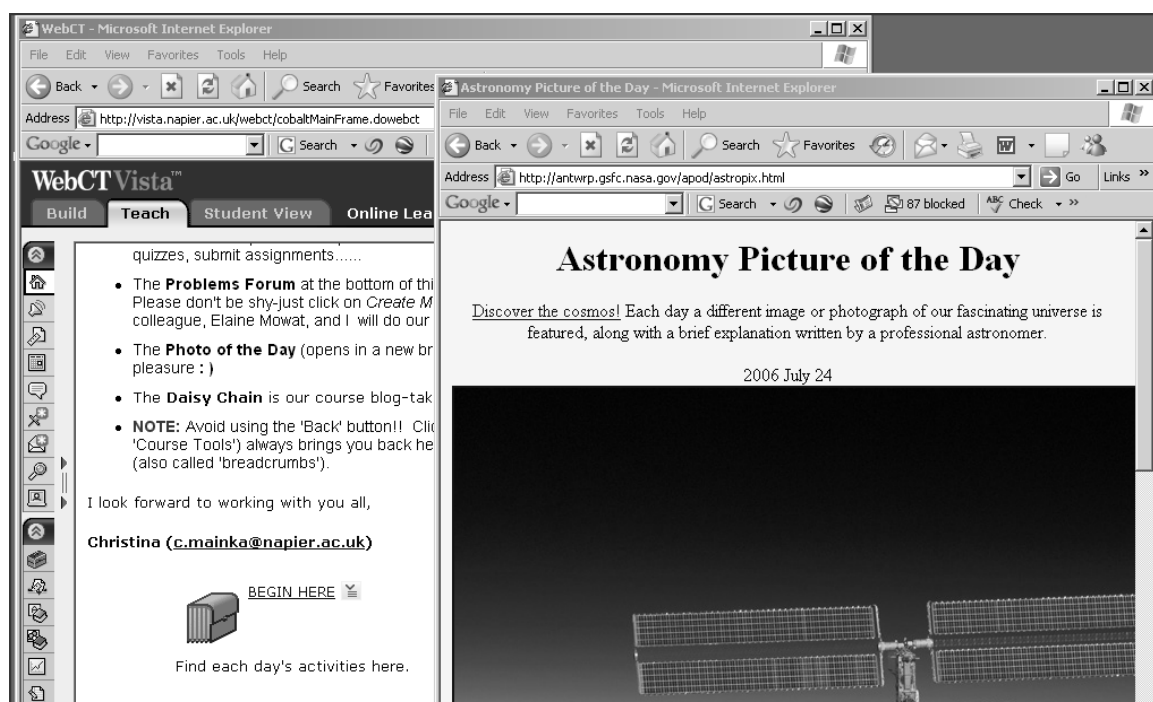 WebCT - Microsoft Internet Explorer
File Edit View Favorites Tools Help
Back Search Favorites
Address http://vista.napier.ac.uk/webct/cobaltMainFrame.dowebct
Google Search
WebCT Vista™
Build Teach Student View Online Lea
quizzes, submit assignments......
• The Problems Forum at the bottom of thi
Please don't be shy-just click on Create M
colleague, Elaine Mowat, and I will do our
• The Photo of the Day (opens in a new br
pleasure : )
• The Daisy Chain is our course blog-tak
• NOTE: Avoid using the 'Back' button!! Clic
'Course Tools') always brings you back he
(also called 'breadcrumbs').
I look forward to working with you all,
Christina (c.mainka@napier.ac.uk)
BEGIN HERE
Find each day's activities here.
Astronomy Picture of the Day - Microsoft Internet Explorer
File Edit View Favorites Tools Help
Back Search Favorites
Address http://antwrp.gsfc.nasa.gov/apod/astropix.html Go Links »
Google Search 87 blocked ABC Check »
Astronomy Picture of the Day
Discover the cosmos! Each day a different image or photograph of our fascinating universe is
featured, along with a brief explanation written by a professional astronomer.
2006 July 24